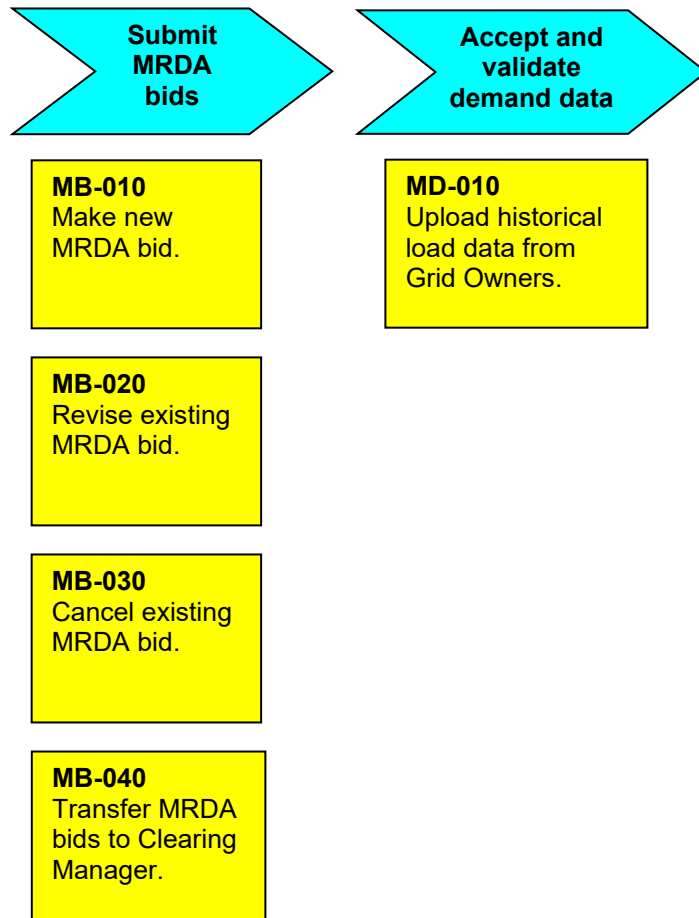 Submit
MRDA
bids
Accept and
validate
demand data
MB-010
Make new
MRDA bid.
MD-010
Upload historical
load data from
Grid Owners.
MB-020
Revise existing
MRDA bid.
MB-030
Cancel existing
MRDA bid.
MB-040
Transfer MRDA
bids to Clearing
Manager.